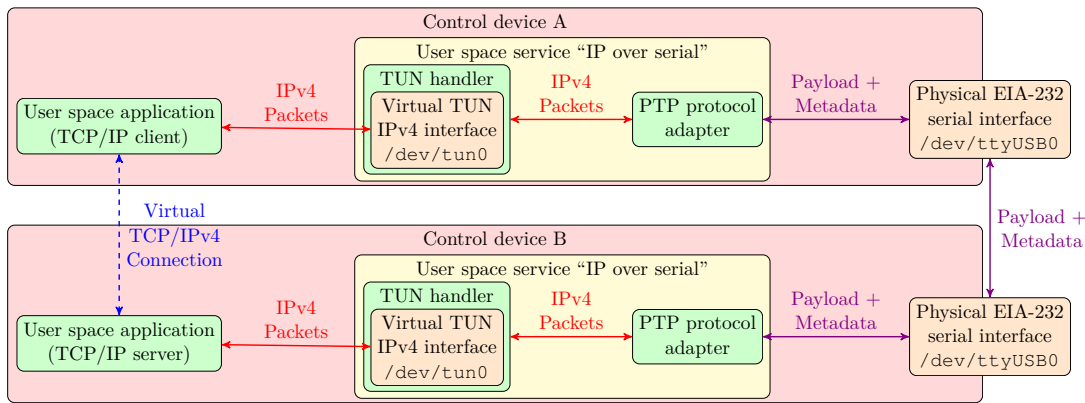 Control device A
User space service “IP over serial”
TUN handler
User space application
(TCP/IP client)
IPv4
Packets
Virtual TUN
IPv4 interface
/dev/tun0
IPv4
Packets
PTP protocol
adapter
Payload +
Metadata
Physical EIA-232
serial interface
/dev/ttyUSB0
Virtual
TCP/IPv4
Connection
Payload +
Metadata
Control device B
User space service “IP over serial”
TUN handler
User space application
(TCP/IP server)
IPv4
Packets
Virtual TUN
IPv4 interface
/dev/tun0
IPv4
Packets
PTP protocol
adapter
Payload +
Metadata
Physical EIA-232
serial interface
/dev/ttyUSB0